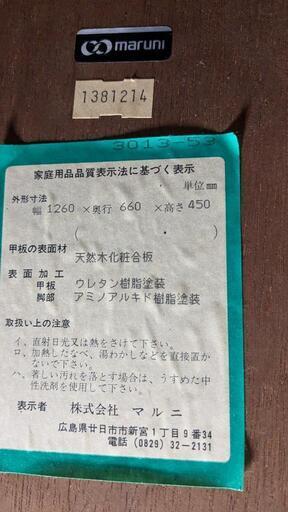 maruni
1381214
3013-53
家庭用品品質表示法に基づく表示
単位mm
外形寸法
幅 1260 ×奥行 660 ×高さ 450
( )
甲板の表面材 天然木化粧合板
表面加工
甲板 ウレタン樹脂塗装
脚部 アミノアルキド樹脂塗装
取扱い上の注意
イ、直射日光又は熱をさけて下さい。
ロ、加熱したなべ、湯わかしなどを直接置かないで下さい。
ハ、著しい汚れを落とす場合は、うすめた中性洗剤を使用して下さい。
表示者 株式会社 マルニ
広島県廿日市市新宮1丁目9番34
電話 (0829) 32-2131